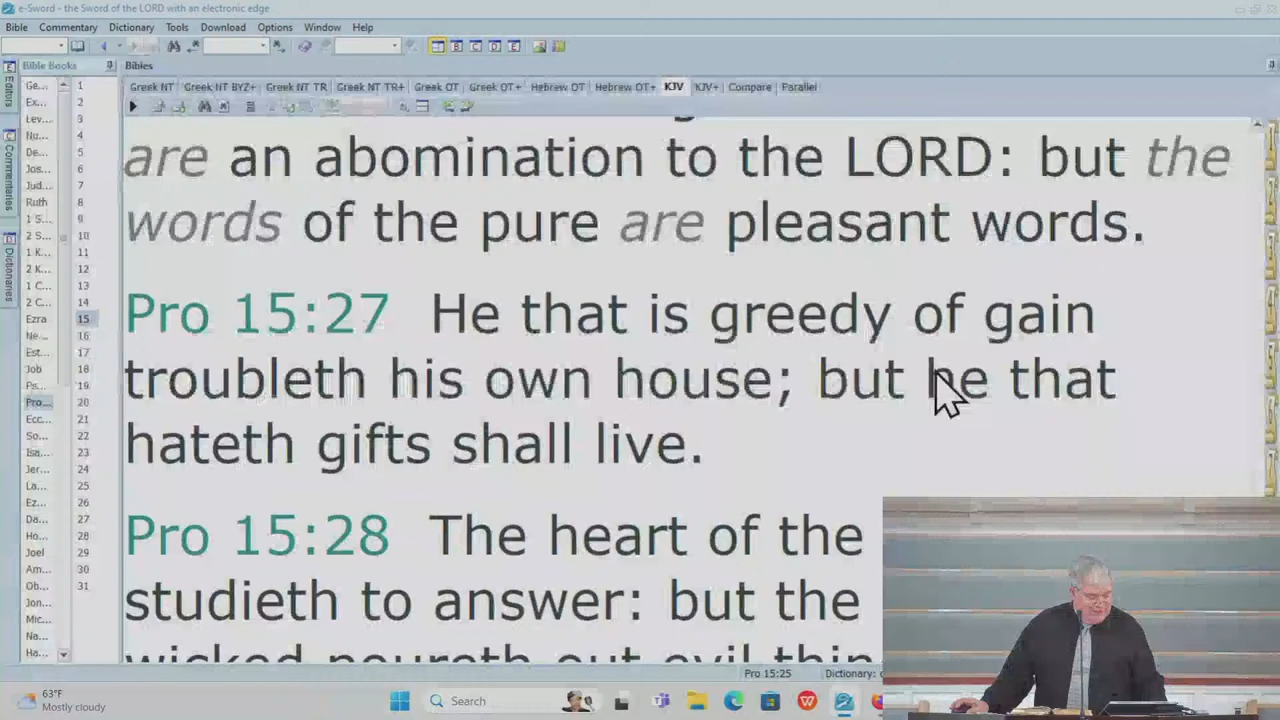 e-Sword - the Sword of the LORD with an electronic edge
Bible Commentary Dictionary Tools Download Options Window Help
Bible Books
Bibles
Greek NT Greek NT BYZ+ Greek NT TR Greek NT TR+ Greek OT Greek OT+ Hebrew OT Hebrew OT+ KJV KJV+ Compare Parallel
Editors
Commentaries
Dictionaries
Ge... 1
Ex... 2
Lev... 3
Nu... 4
De... 5
Jos... 6
Jud... 7
Ruth 8
1 S... 9
2 S... 10
1 K... 11
2 K... 12
1 C... 13
2 C... 14
Ezra 15
Ne... 16
Est... 17
Job 18
Ps... 19
Pro... 20
Ecc... 21
So... 22
Isa... 23
Jer... 24
La... 25
Ez... 26
Da... 27
Ho... 28
Joel 29
Am... 30
Ob... 31
Jon...
Mic...
Na...
Ha...
are an abomination to the LORD: but the
words of the pure are pleasant words.
Pro 15:27 He that is greedy of gain
troubleth his own house; but he that
hateth gifts shall live.
Pro 15:28 The heart of the
studieth to answer: but the
wicked poureth out evil thin
Pro 15:25 Dictionary:
63°F
Mostly cloudy
Search